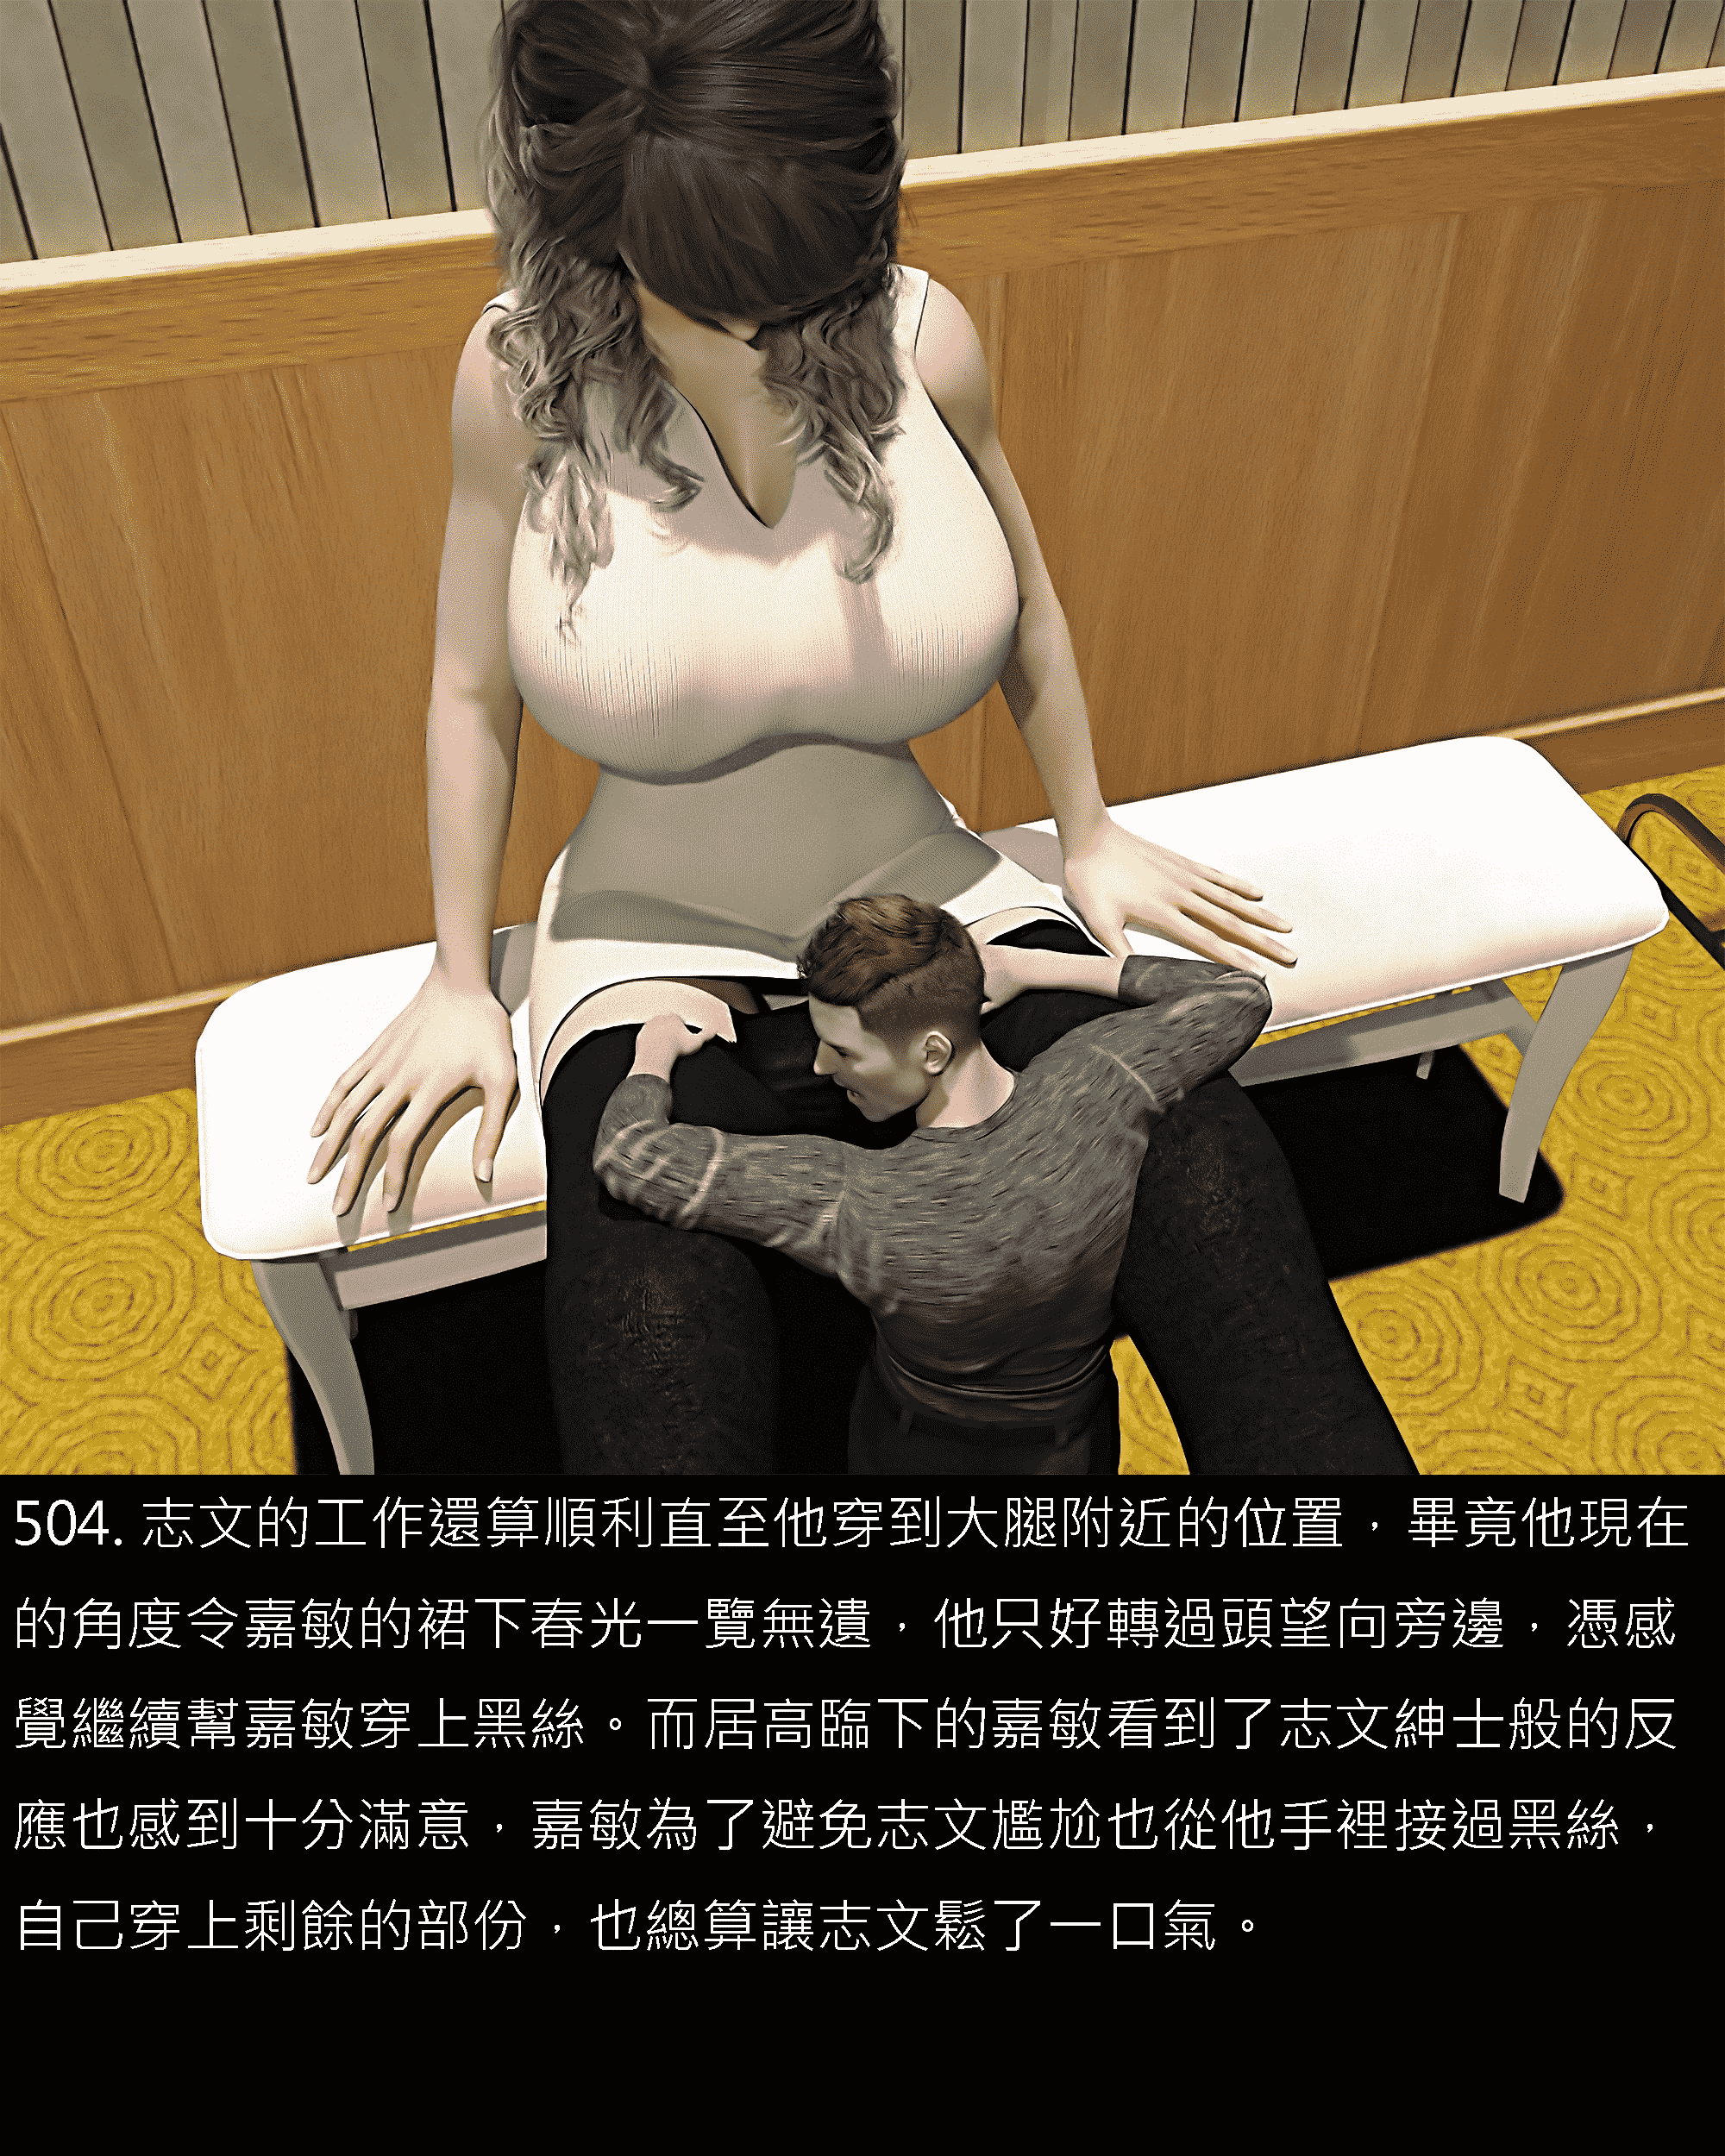 504. 志文的工作還算順利直至他穿到大腿附近的位置，畢竟他現在
的角度令嘉敏的裙下春光一覽無遺，他只好轉過頭望向旁邊，憑感
覺繼續幫嘉敏穿上黑絲。而居高臨下的嘉敏看到了志文紳士般的反
應也感到十分滿意，嘉敏為了避免志文尷尬也從他手裡接過黑絲，
自己穿上剩餘的部份，也總算讓志文鬆了一口氣。